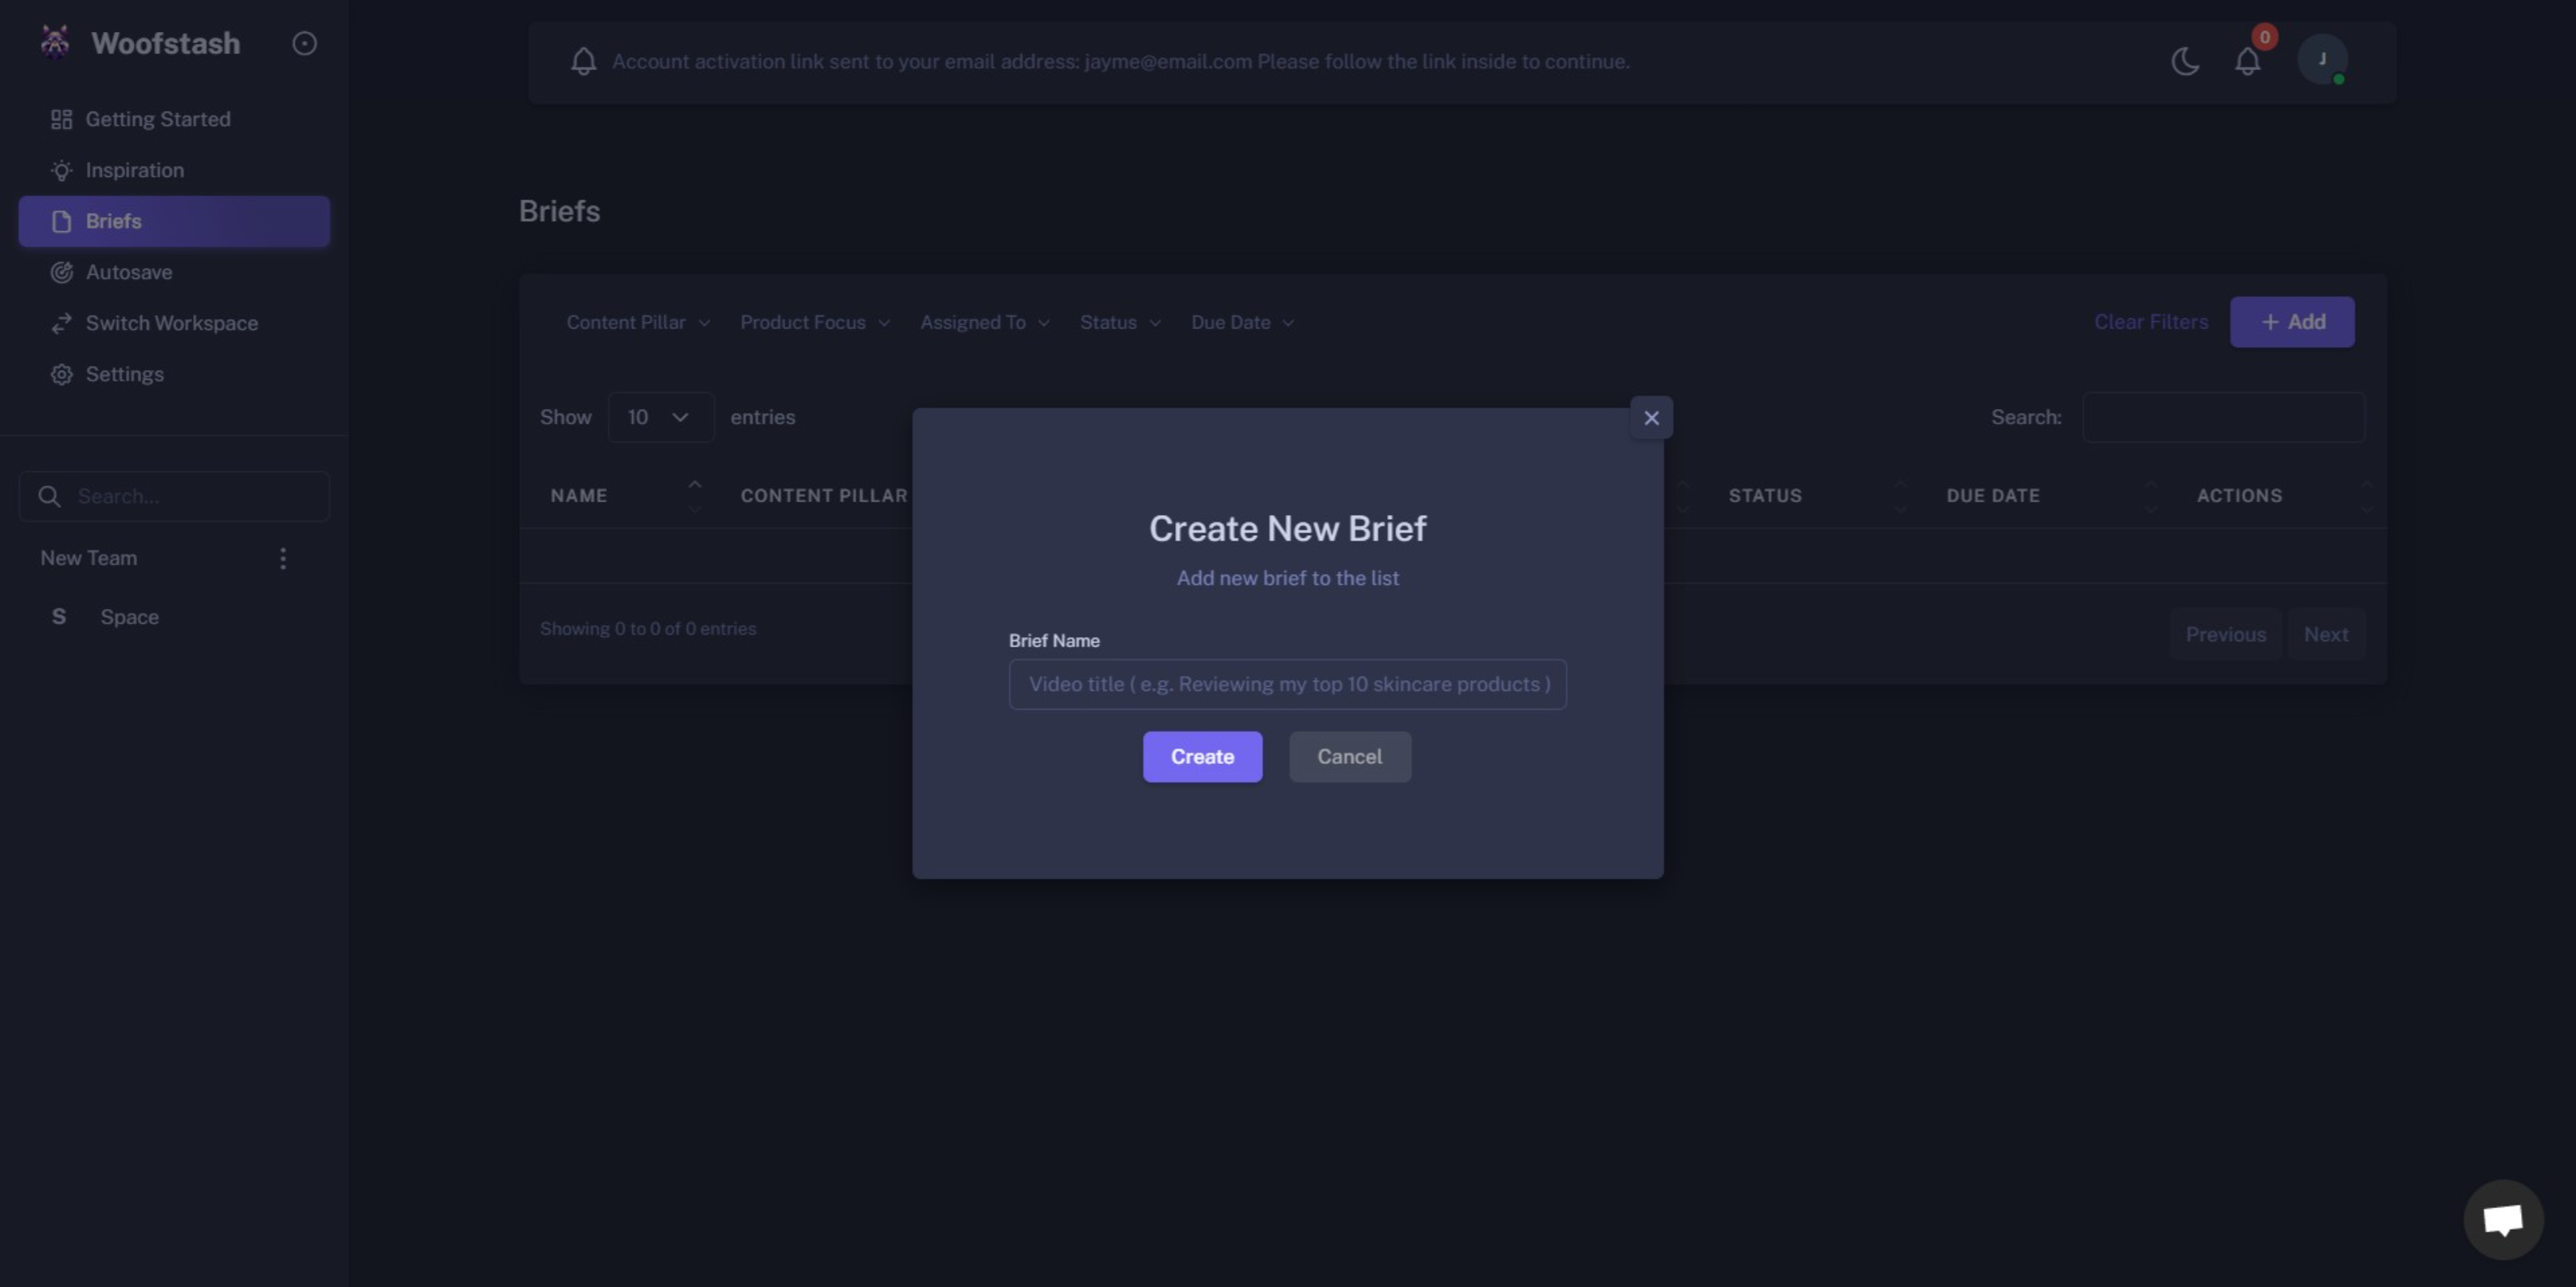 Woofstash
Getting Started
Inspiration
Briefs
Autosave
Switch Workspace
Settings
Search...
New Team
S Space
Account activation link sent to your email address: jayme@email.com Please follow the link inside to continue.
0
J
Briefs
Content Pillar Product Focus Assigned To Status Due Date Clear Filters + Add
Show 10 entries Search:
NAME CONTENT PILLAR STATUS DUE DATE ACTIONS
Showing 0 to 0 of 0 entries Previous Next
Create New Brief
Add new brief to the list
Brief Name
Video title ( e.g. Reviewing my top 10 skincare products )
Create Cancel